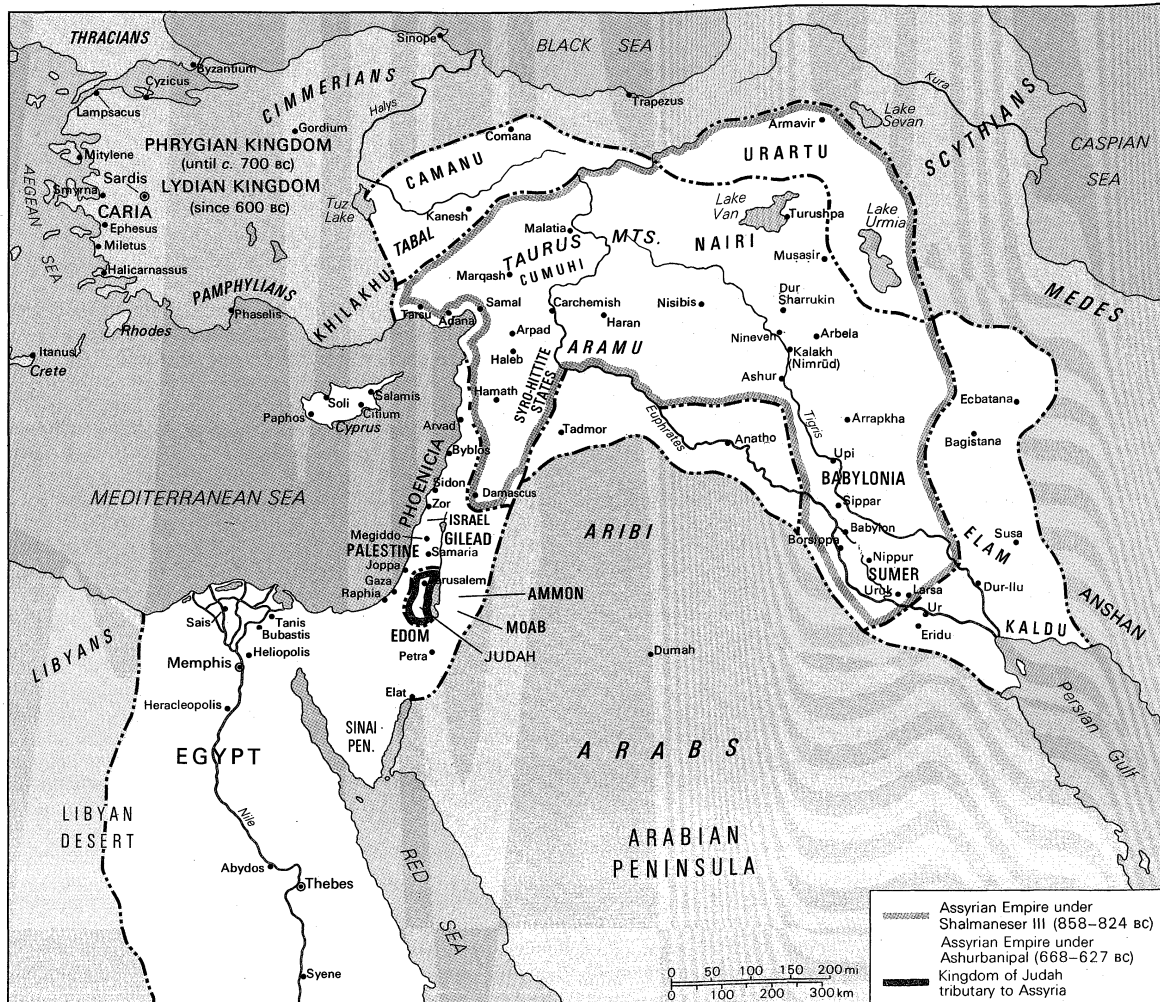 THRACIANS
Byzantium
Cyzicus
Lampsacus
Sinope
BLACK SEA
CIMMERIANS
Halys
Trapezus
Kura
Lake
Sevan
SCYTHIANS
CASPIAN
SEA
Gordium
PHRYGIAN KINGDOM
(until c. 700 BC)
Mitylene
Sardis
LYDIAN KINGDOM
(since 600 BC)
Smyrna
AEGEAN
SEA
CARIA
Ephesus
Miletus
Halicarnassus
PAMPHYLIANS
Phaselis
Rhodes
Itanus
Crete
Tuz
Lake
Comana
CAMANU
Kanesh
TABAL
KHILAKHU
Armavir
URARTU
Lake
Van
Turushpa
Lake
Urmia
Malatia
TAURUS
MTS.
NAIRI
CUMUHI
Marqash
Muṣaṣir
MEDES
Tarsu
Adana
Samal
Carchemish
Nisibis
Dur
Sharrukin
Arpad
Haran
ARAMU
Nineveh
Arbela
Haleb
Kalakh
(Nimrūd)
Hamath
SYRO-HITTITE
STATES
Ashur
Ecbatana
Soli
Salamis
Paphos
Citium
Cyprus
Arvad
Tadmor
Euphrates
Anatho
Tigris
Arrapkha
Bagistana
Byblos
PHOENICIA
Upi
BABYLONIA
MEDITERRANEAN SEA
Sidon
Damascus
Sippar
Zor
ISRAEL
GILEAD
ARIBI
Babylon
Borsippa
ELAM
Susa
Megiddo
PALESTINE
Samaria
Nippur
SUMER
Joppa
Jerusalem
Uruk
Larsa
Dur-Ilu
Gaza
AMMON
Ur
ANSHAN
Raphia
MOAB
Eridu
KALDU
EDOM
JUDAH
Petra
Dumah
Persian
Gulf
LIBYANS
Sais
Tanis
Bubastis
Heliopolis
Memphis
Elat
Heracleopolis
SINAI
PEN.
EGYPT
ARABS
LIBYAN
DESERT
Nile
ARABIAN
PENINSULA
RED
SEA
Abydos
Thebes
Syene
0 50 100 150 200 mi
0 100 200 300 km
Assyrian Empire under
Shalmaneser III (858–824 BC)
Assyrian Empire under
Ashurbanipal (668–627 BC)
Kingdom of Judah
tributary to Assyria